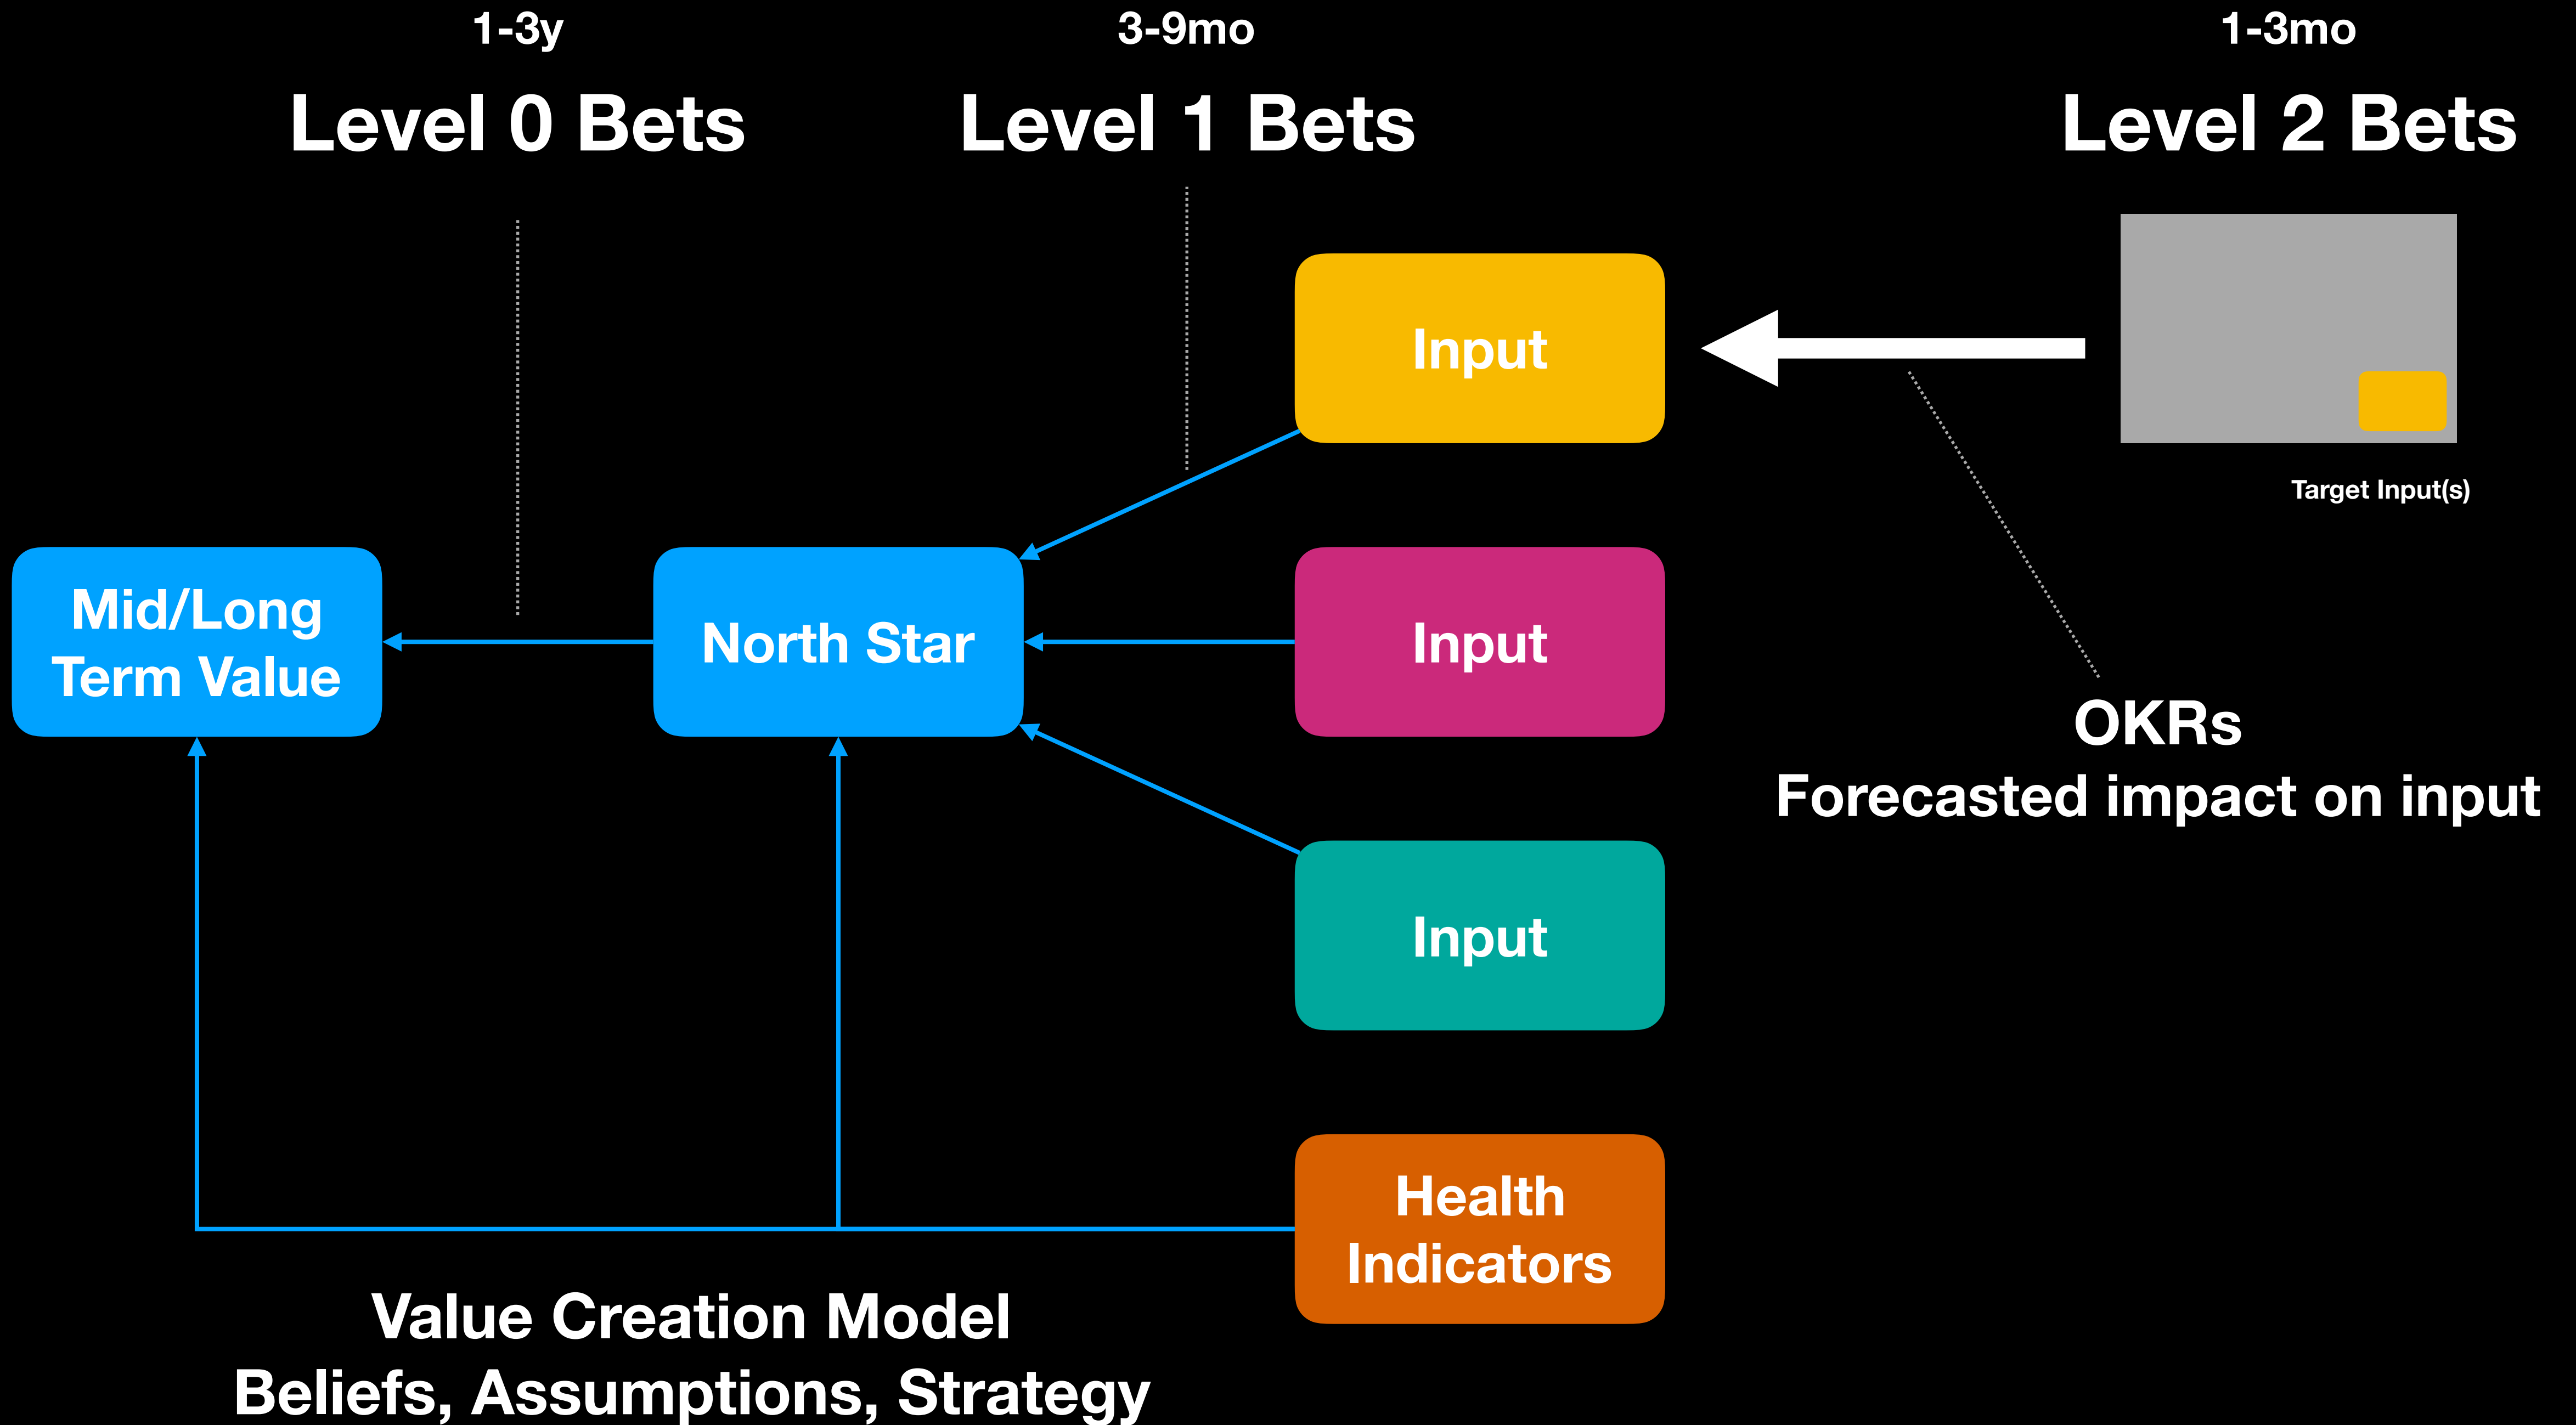 1-3y
Level 0 Bets
3-9mo
Level 1 Bets
1-3mo
Level 2 Bets
Input
Target Input(s)
Mid/Long
Term Value
North Star
Input
OKRs
Forecasted impact on input
Input
Health
Indicators
Value Creation Model
Beliefs, Assumptions, Strategy